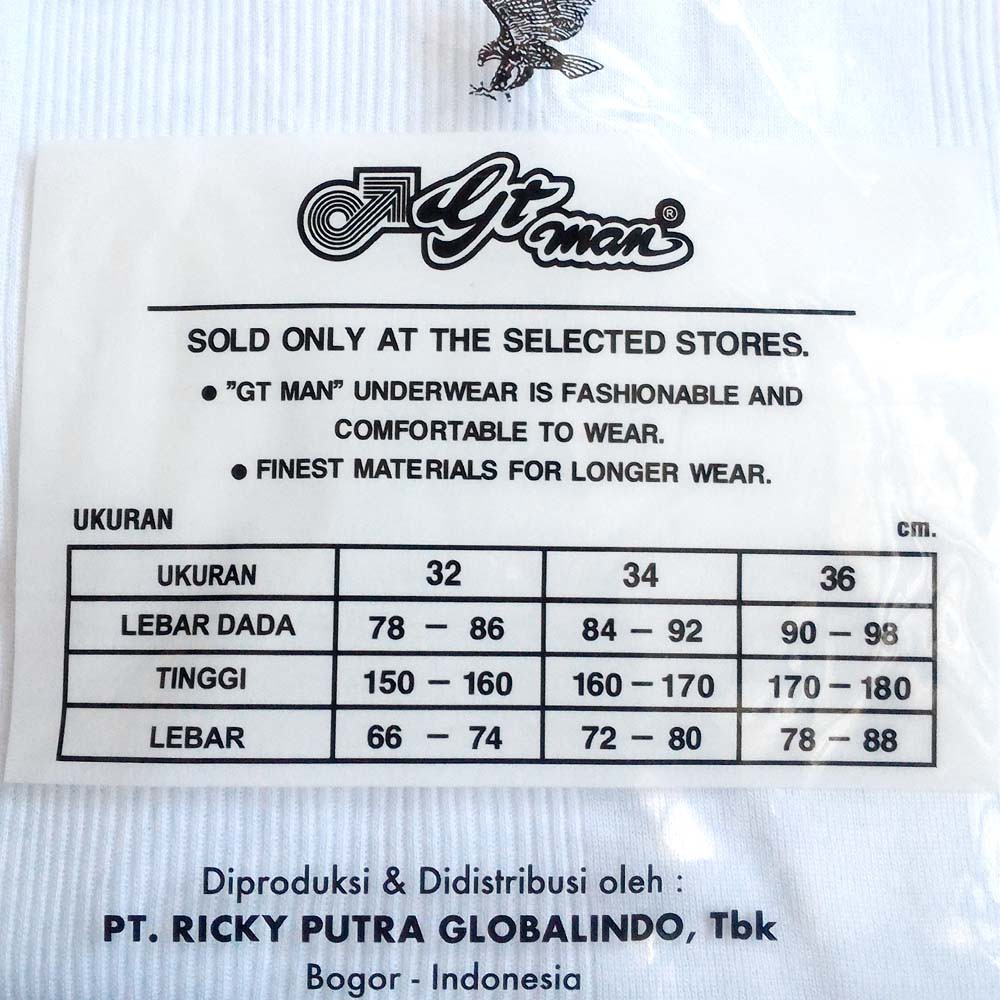 Gt man ®
SOLD ONLY AT THE SELECTED STORES.
● ”GT MAN” UNDERWEAR IS FASHIONABLE AND
COMFORTABLE TO WEAR.
● FINEST MATERIALS FOR LONGER WEAR.
UKURAN cm.
UKURAN 32 34 36
LEBAR DADA 78 – 86 84 – 92 90 – 98
TINGGI 150 – 160 160 – 170 170 – 180
LEBAR 66 – 74 72 – 80 78 – 88
Diproduksi & Didistribusi oleh :
PT. RICKY PUTRA GLOBALINDO, Tbk
Bogor - Indonesia